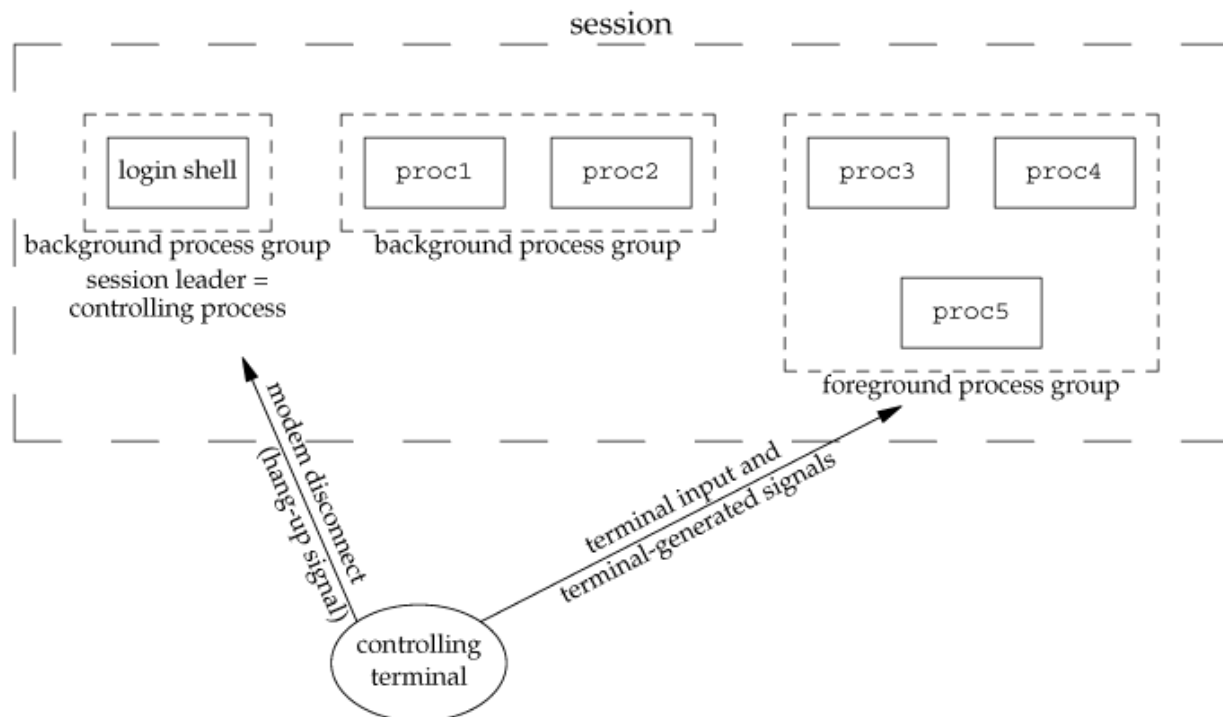 session
login shell
proc1
proc2
proc3
proc4
background process group
session leader =
controlling process
background process group
proc5
foreground process group
modem disconnect
(hang-up signal)
terminal input and
terminal-generated signals
controlling
terminal